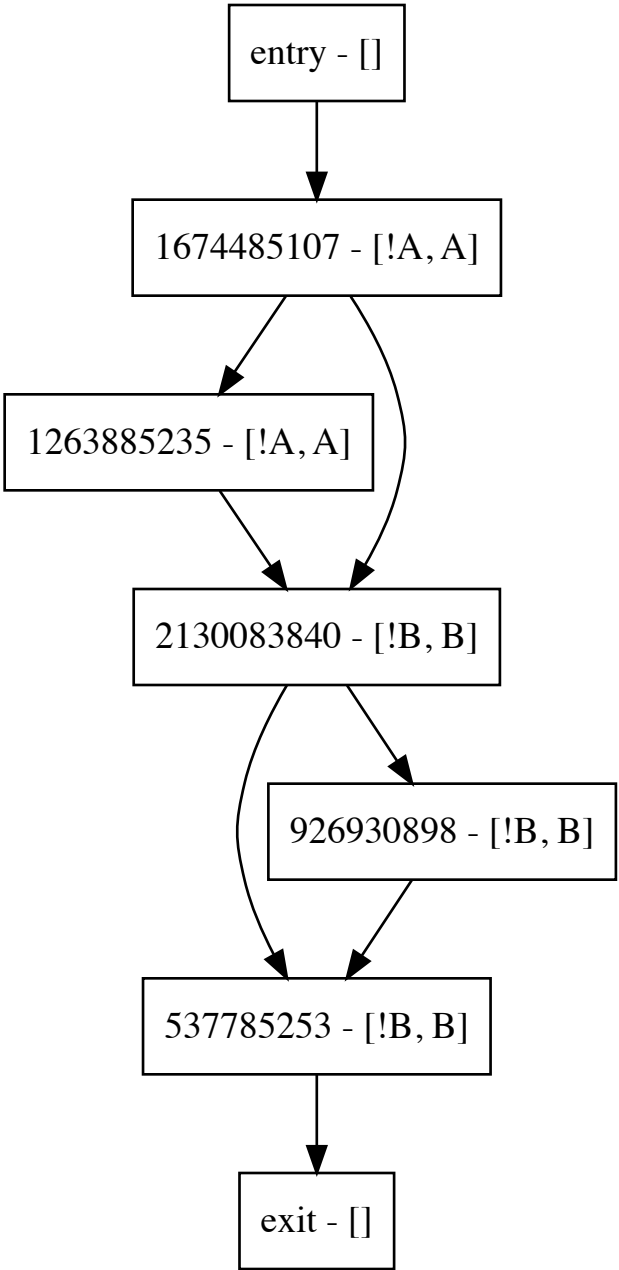 entry - []
1674485107 - [!A, A]
1263885235 - [!A, A]
2130083840 - [!B, B]
926930898 - [!B, B]
537785253 - [!B, B]
exit - []